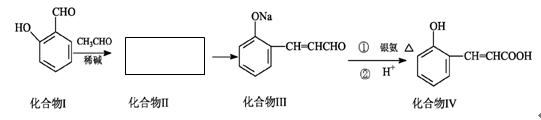 CHO
HO
CH₃CHO
稀碱
ONa
CH=CHCHO
① 银氨 △
② H⁺
OH
CH=CHCOOH
化合物I
化合物II
化合物III
化合物IV